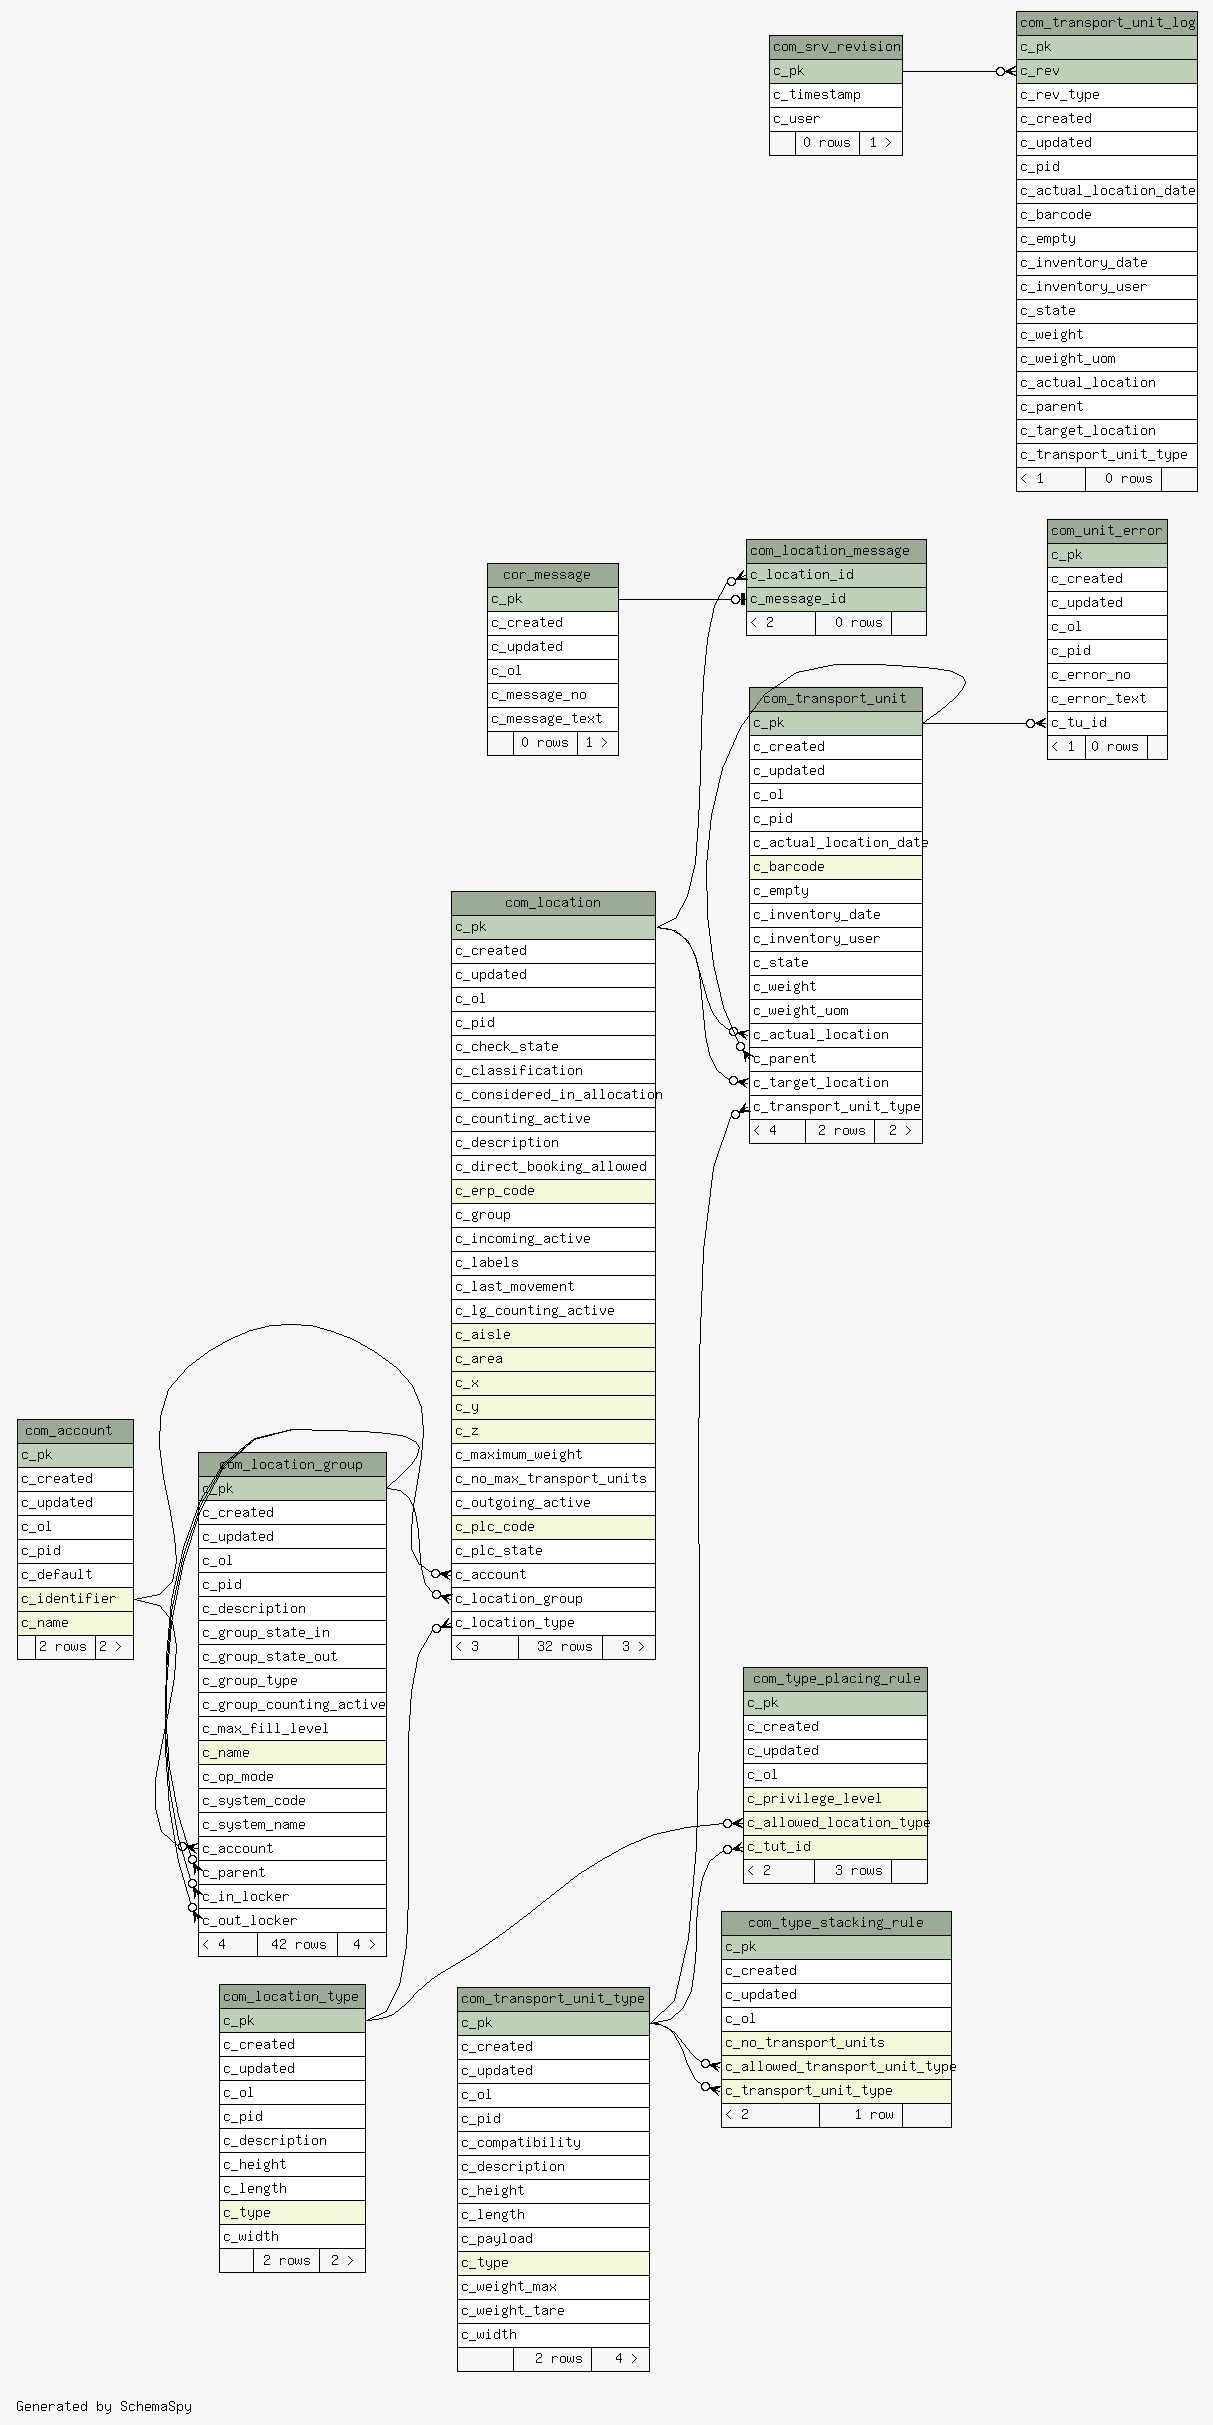 com_transport_unit_log
c_pk
c_rev
c_rev_type
c_created
c_updated
c_pid
c_actual_location_date
c_barcode
c_empty
c_inventory_date
c_inventory_user
c_state
c_weight
c_weight_uom
c_actual_location
c_parent
c_target_location
c_transport_unit_type
< 1 0 rows
com_srv_revision
c_pk
c_timestamp
c_user
0 rows 1 >
com_unit_error
c_pk
c_created
c_updated
c_ol
c_pid
c_error_no
c_error_text
c_tu_id
< 1 0 rows
com_location_message
c_location_id
c_message_id
< 2 0 rows
cor_message
c_pk
c_created
c_updated
c_ol
c_message_no
c_message_text
0 rows 1 >
com_transport_unit
c_pk
c_created
c_updated
c_ol
c_pid
c_actual_location_date
c_barcode
c_empty
c_inventory_date
c_inventory_user
c_state
c_weight
c_weight_uom
c_actual_location
c_parent
c_target_location
c_transport_unit_type
< 4 2 rows 2 >
com_location
c_pk
c_created
c_updated
c_ol
c_pid
c_check_state
c_classification
c_considered_in_allocation
c_counting_active
c_description
c_direct_booking_allowed
c_erp_code
c_group
c_incoming_active
c_labels
c_last_movement
c_lg_counting_active
c_aisle
c_area
c_x
c_y
c_z
c_maximum_weight
c_no_max_transport_units
c_outgoing_active
c_plc_code
c_plc_state
c_account
c_location_group
c_location_type
< 3 32 rows 3 >
com_account
c_pk
c_created
c_updated
c_ol
c_pid
c_default
c_identifier
c_name
2 rows 2 >
com_location_group
c_pk
c_created
c_updated
c_ol
c_pid
c_description
c_group_state_in
c_group_state_out
c_group_type
c_group_counting_active
c_max_fill_level
c_name
c_op_mode
c_system_code
c_system_name
c_account
c_parent
c_in_locker
c_out_locker
< 4 42 rows 4 >
com_type_placing_rule
c_pk
c_created
c_updated
c_ol
c_privilege_level
c_allowed_location_type
c_tut_id
< 2 3 rows
com_type_stacking_rule
c_pk
c_created
c_updated
c_ol
c_no_transport_units
c_allowed_transport_unit_type
c_transport_unit_type
< 2 1 row
com_location_type
c_pk
c_created
c_updated
c_ol
c_pid
c_description
c_height
c_length
c_type
c_width
2 rows 2 >
com_transport_unit_type
c_pk
c_created
c_updated
c_ol
c_pid
c_compatibility
c_description
c_height
c_length
c_payload
c_type
c_weight_max
c_weight_tare
c_width
2 rows 4 >
Generated by SchemaSpy